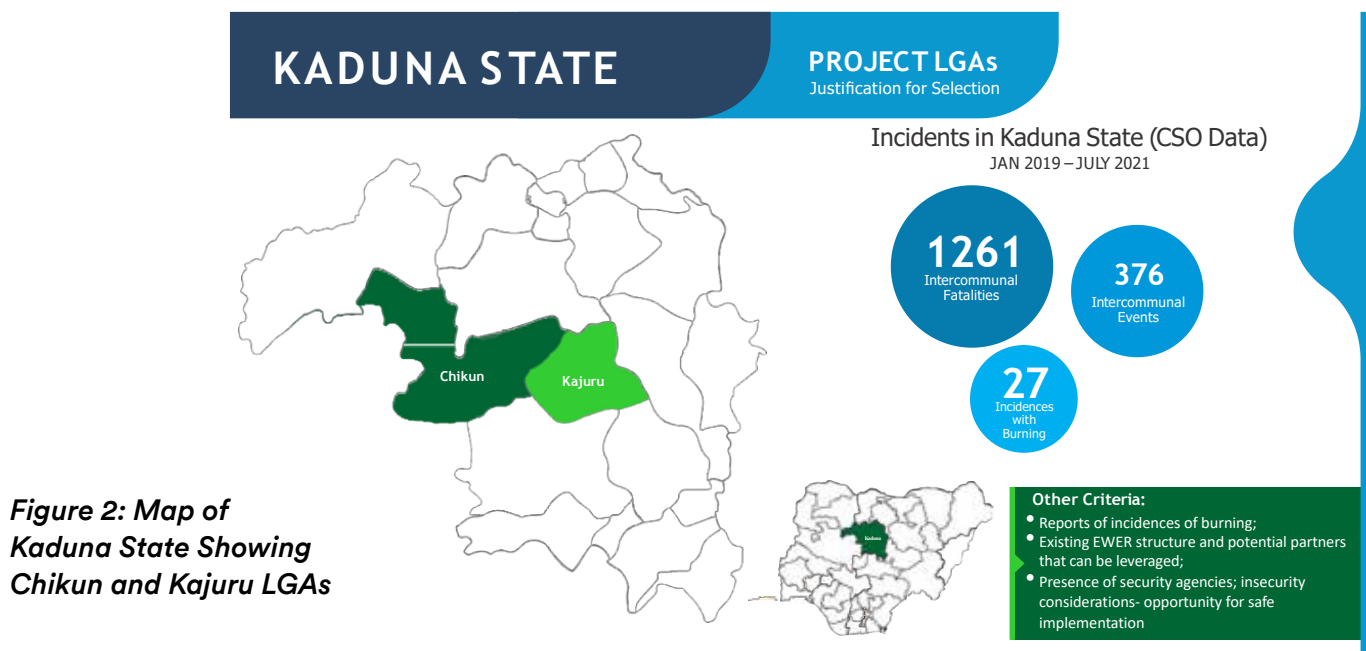 KADUNA STATE
PROJECT LGAs
Justification for Selection
Incidents in Kaduna State (CSO Data)
JAN 2019 – JULY 2021
1261
Intercommunal
Fatalities
376
Intercommunal
Events
27
Incidences
with
Burning
Chikun
Kajuru
Kaduna
Other Criteria:
• Reports of incidences of burning;
• Existing EWER structure and potential partners
that can be leveraged;
• Presence of security agencies; insecurity
considerations- opportunity for safe
implementation
Figure 2: Map of
Kaduna State Showing
Chikun and Kajuru LGAs